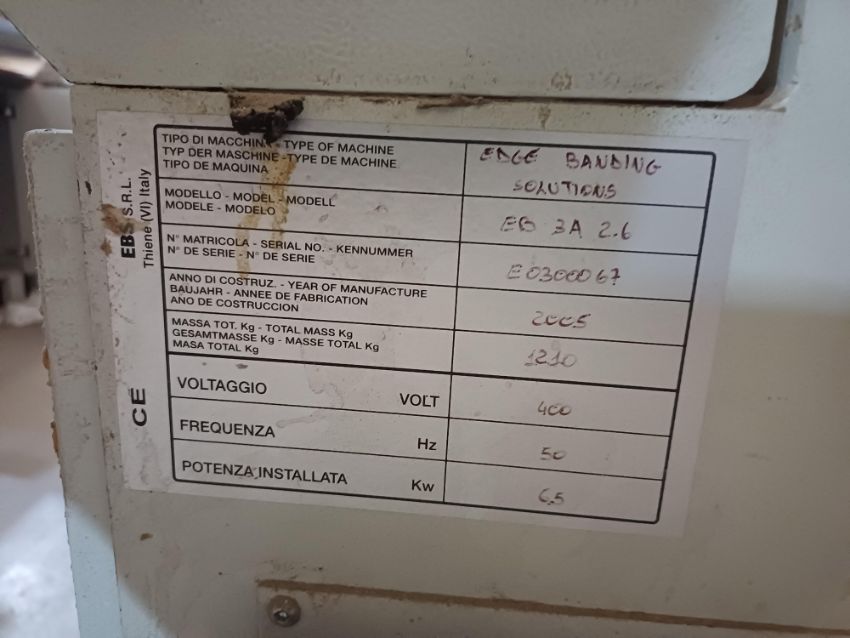 EBS S.R.L.
Thiene (VI) Italy
CE
TIPO DI MACCHINA - TYPE OF MACHINE
TYP DER MASCHINE - TYPE DE MACHINE
TIPO DE MAQUINA
EDGE BANDING
SOLUTIONS
MODELLO - MODEL - MODELL
MODELE - MODELO
EB 3A 2.6
N° MATRICOLA - SERIAL NO. - KENNUMMER
N° DE SERIE - N° DE SERIE
E0300067
ANNO DI COSTRUZ. - YEAR OF MANUFACTURE
BAUJAHR - ANNEE DE FABRICATION
ANO DE COSTRUCCION
2005
MASSA TOT. Kg - TOTAL MASS Kg
GESAMTMASSE Kg - MASSE TOTAL Kg
MASA TOTAL Kg
1210
VOLTAGGIO VOLT 400
FREQUENZA Hz 50
POTENZA INSTALLATA Kw 6,5